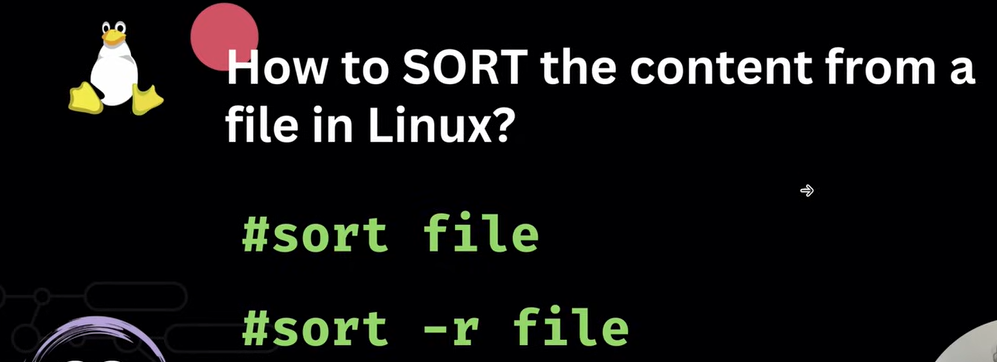 How to SORT the content from a
file in Linux?
#sort file
#sort -r file